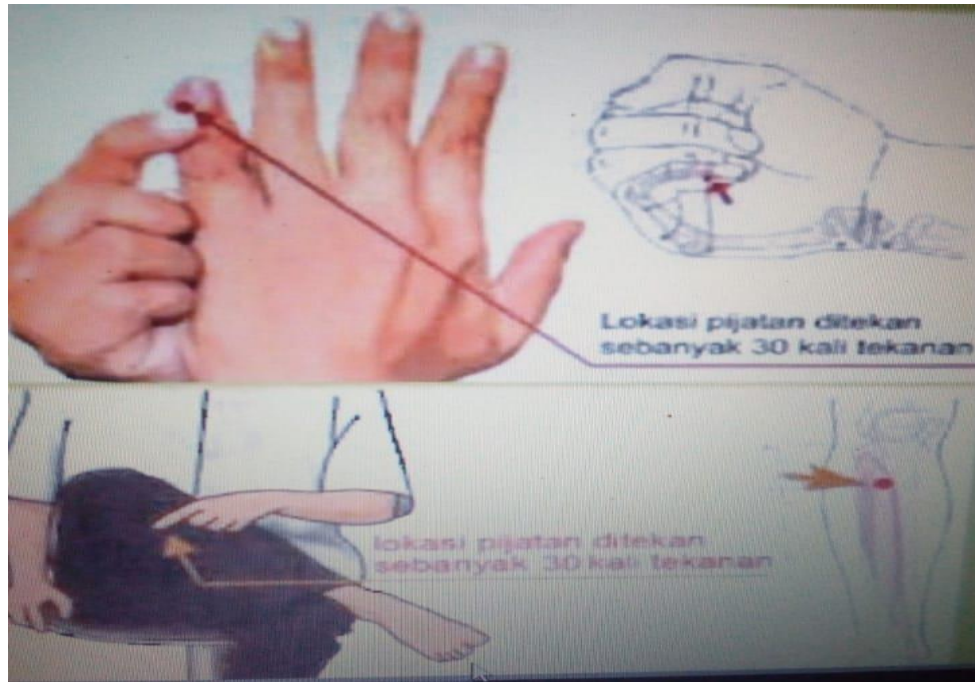 Lokasi pijatan ditekan
sebanyak 30 kali tekanan
lokasi pijatan ditekan
sebanyak 30 kali tekanan